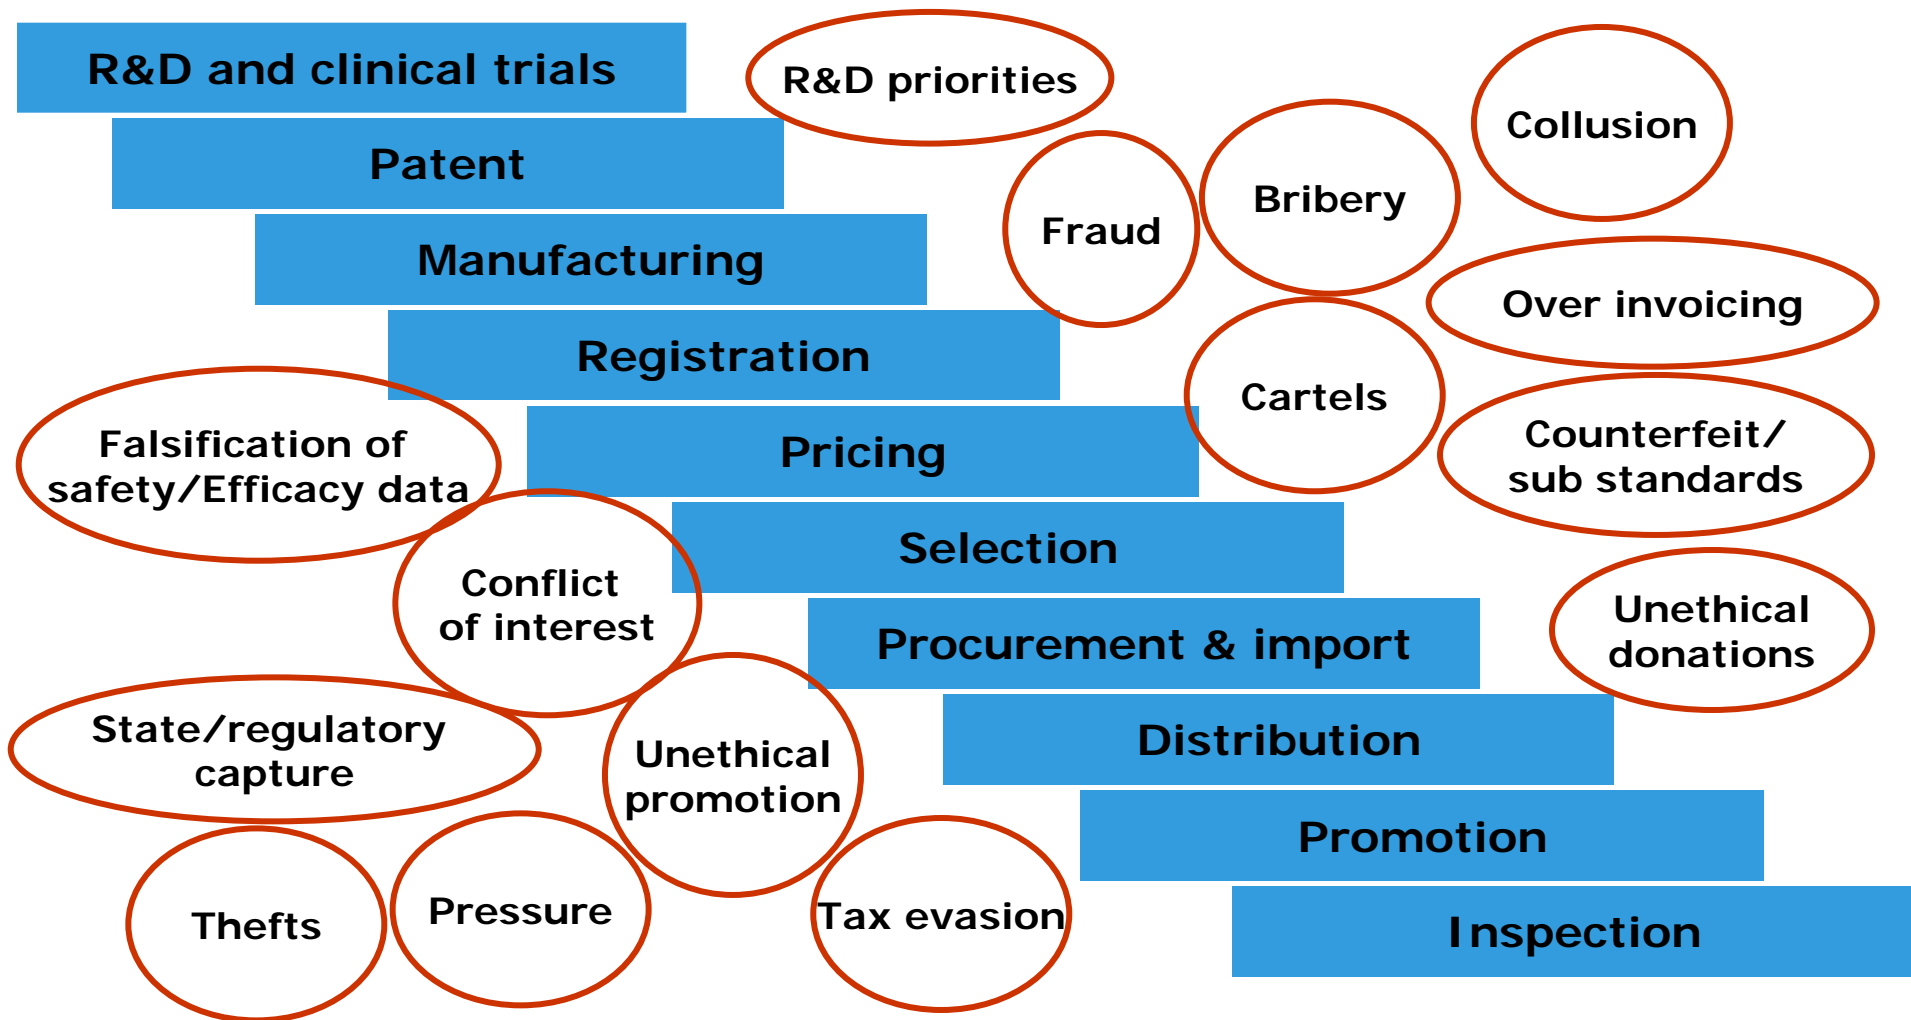 R&D and clinical trials
Patent
Manufacturing
Registration
Pricing
Selection
Procurement & import
Distribution
Promotion
Inspection
R&D priorities
Fraud
Bribery
Collusion
Over invoicing
Cartels
Counterfeit/
sub standards
Unethical
donations
Falsification of
safety/Efficacy data
Conflict
of interest
State/regulatory
capture
Unethical
promotion
Thefts
Pressure
Tax evasion